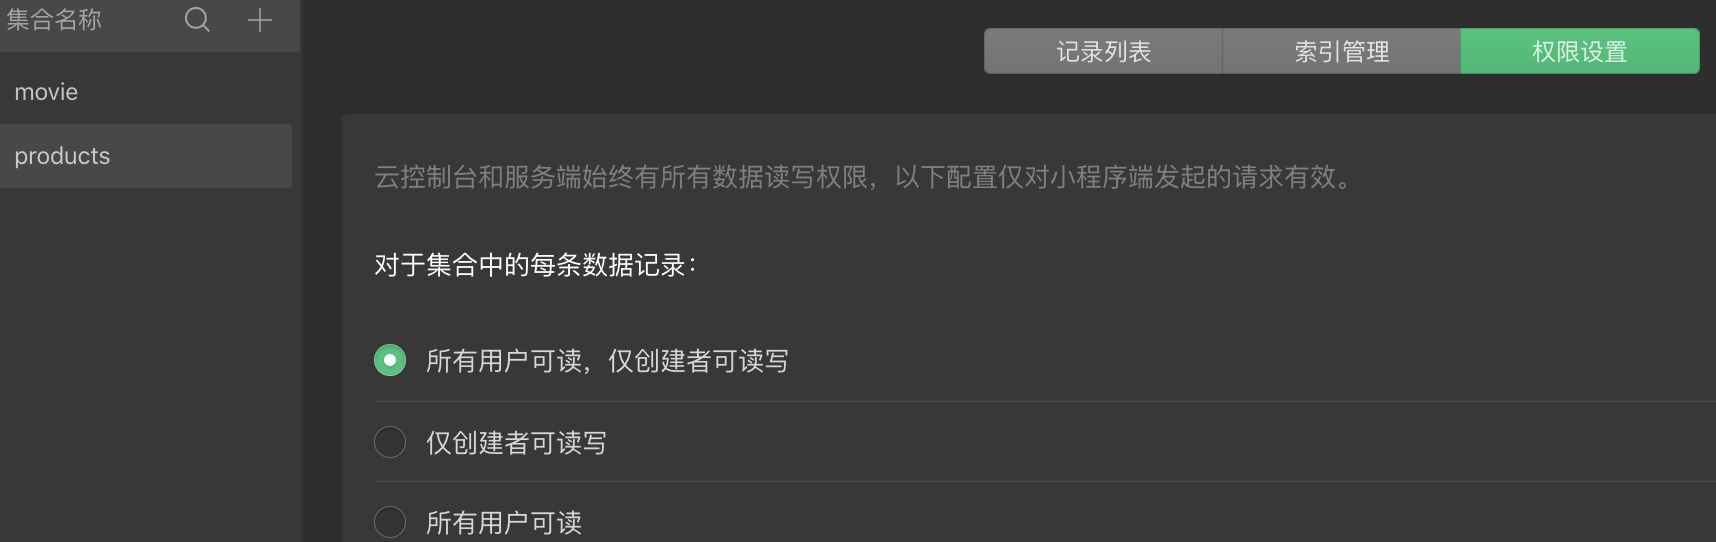 集合名称
movie
products
记录列表
索引管理
权限设置
云控制台和服务端始终有所有数据读写权限，以下配置仅对小程序端发起的请求有效。
对于集合中的每条数据记录：
所有用户可读，仅创建者可读写
仅创建者可读写
所有用户可读